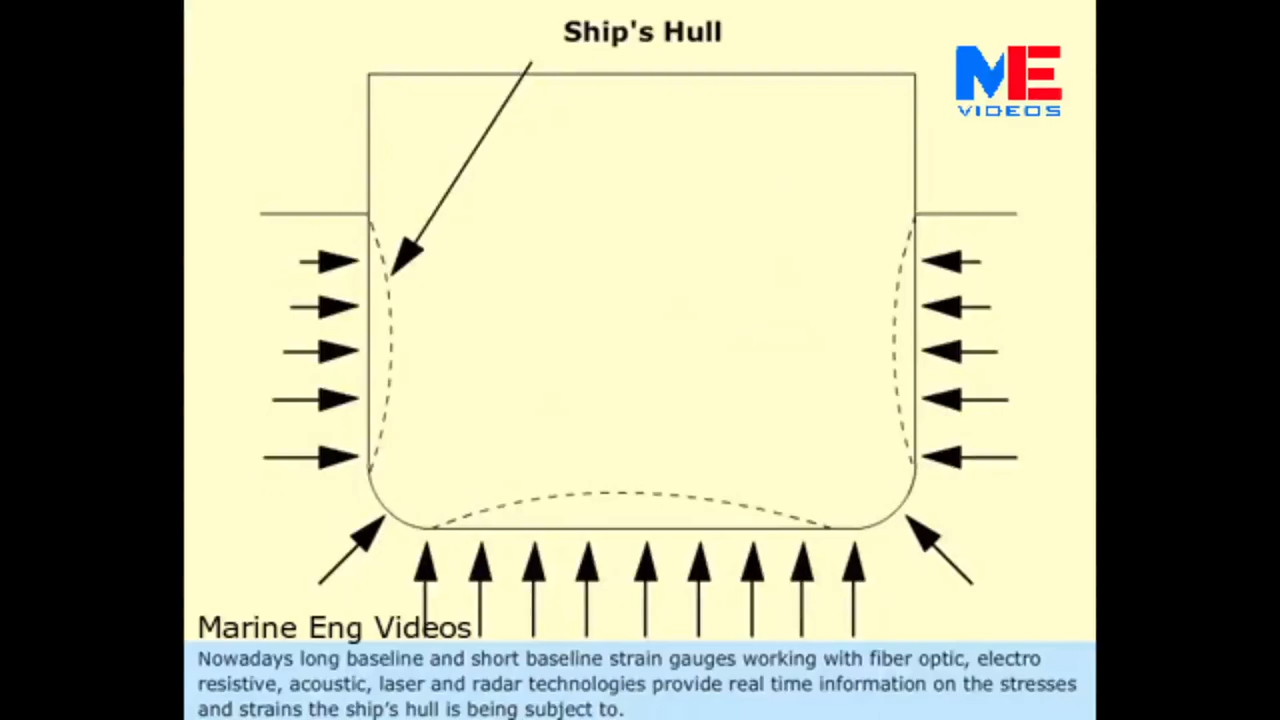 Ship's Hull
ME
VIDEOS
Marine Eng Videos
Nowadays long baseline and short baseline strain gauges working with fiber optic, electro
resistive, acoustic, laser and radar technologies provide real time information on the stresses
and strains the ship's hull is being subject to.